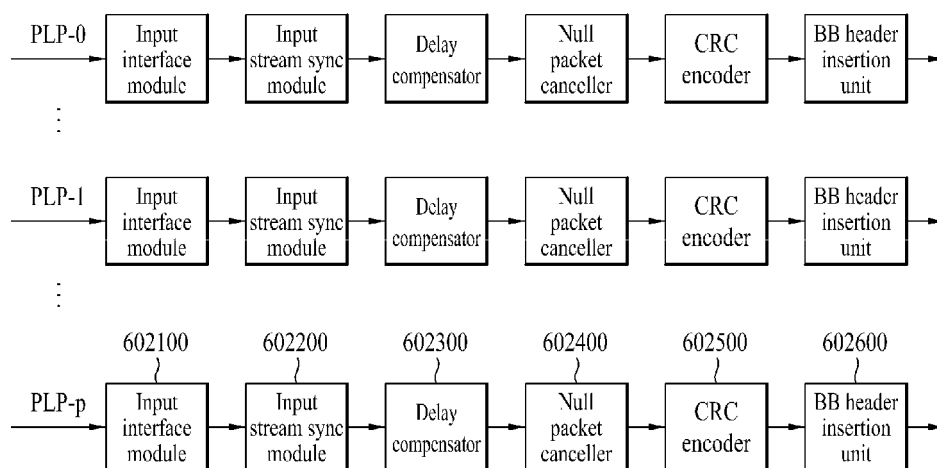 PLP-0
Input
interface
module
Input
stream sync
module
Delay
compensator
Null
packet
canceller
CRC
encoder
BB header
insertion
unit
PLP-1
Input
interface
module
Input
stream sync
module
Delay
compensator
Null
packet
canceller
CRC
encoder
BB header
insertion
unit
602100
602200
602300
602400
602500
602600
PLP-p
Input
interface
module
Input
stream sync
module
Delay
compensator
Null
packet
canceller
CRC
encoder
BB header
insertion
unit